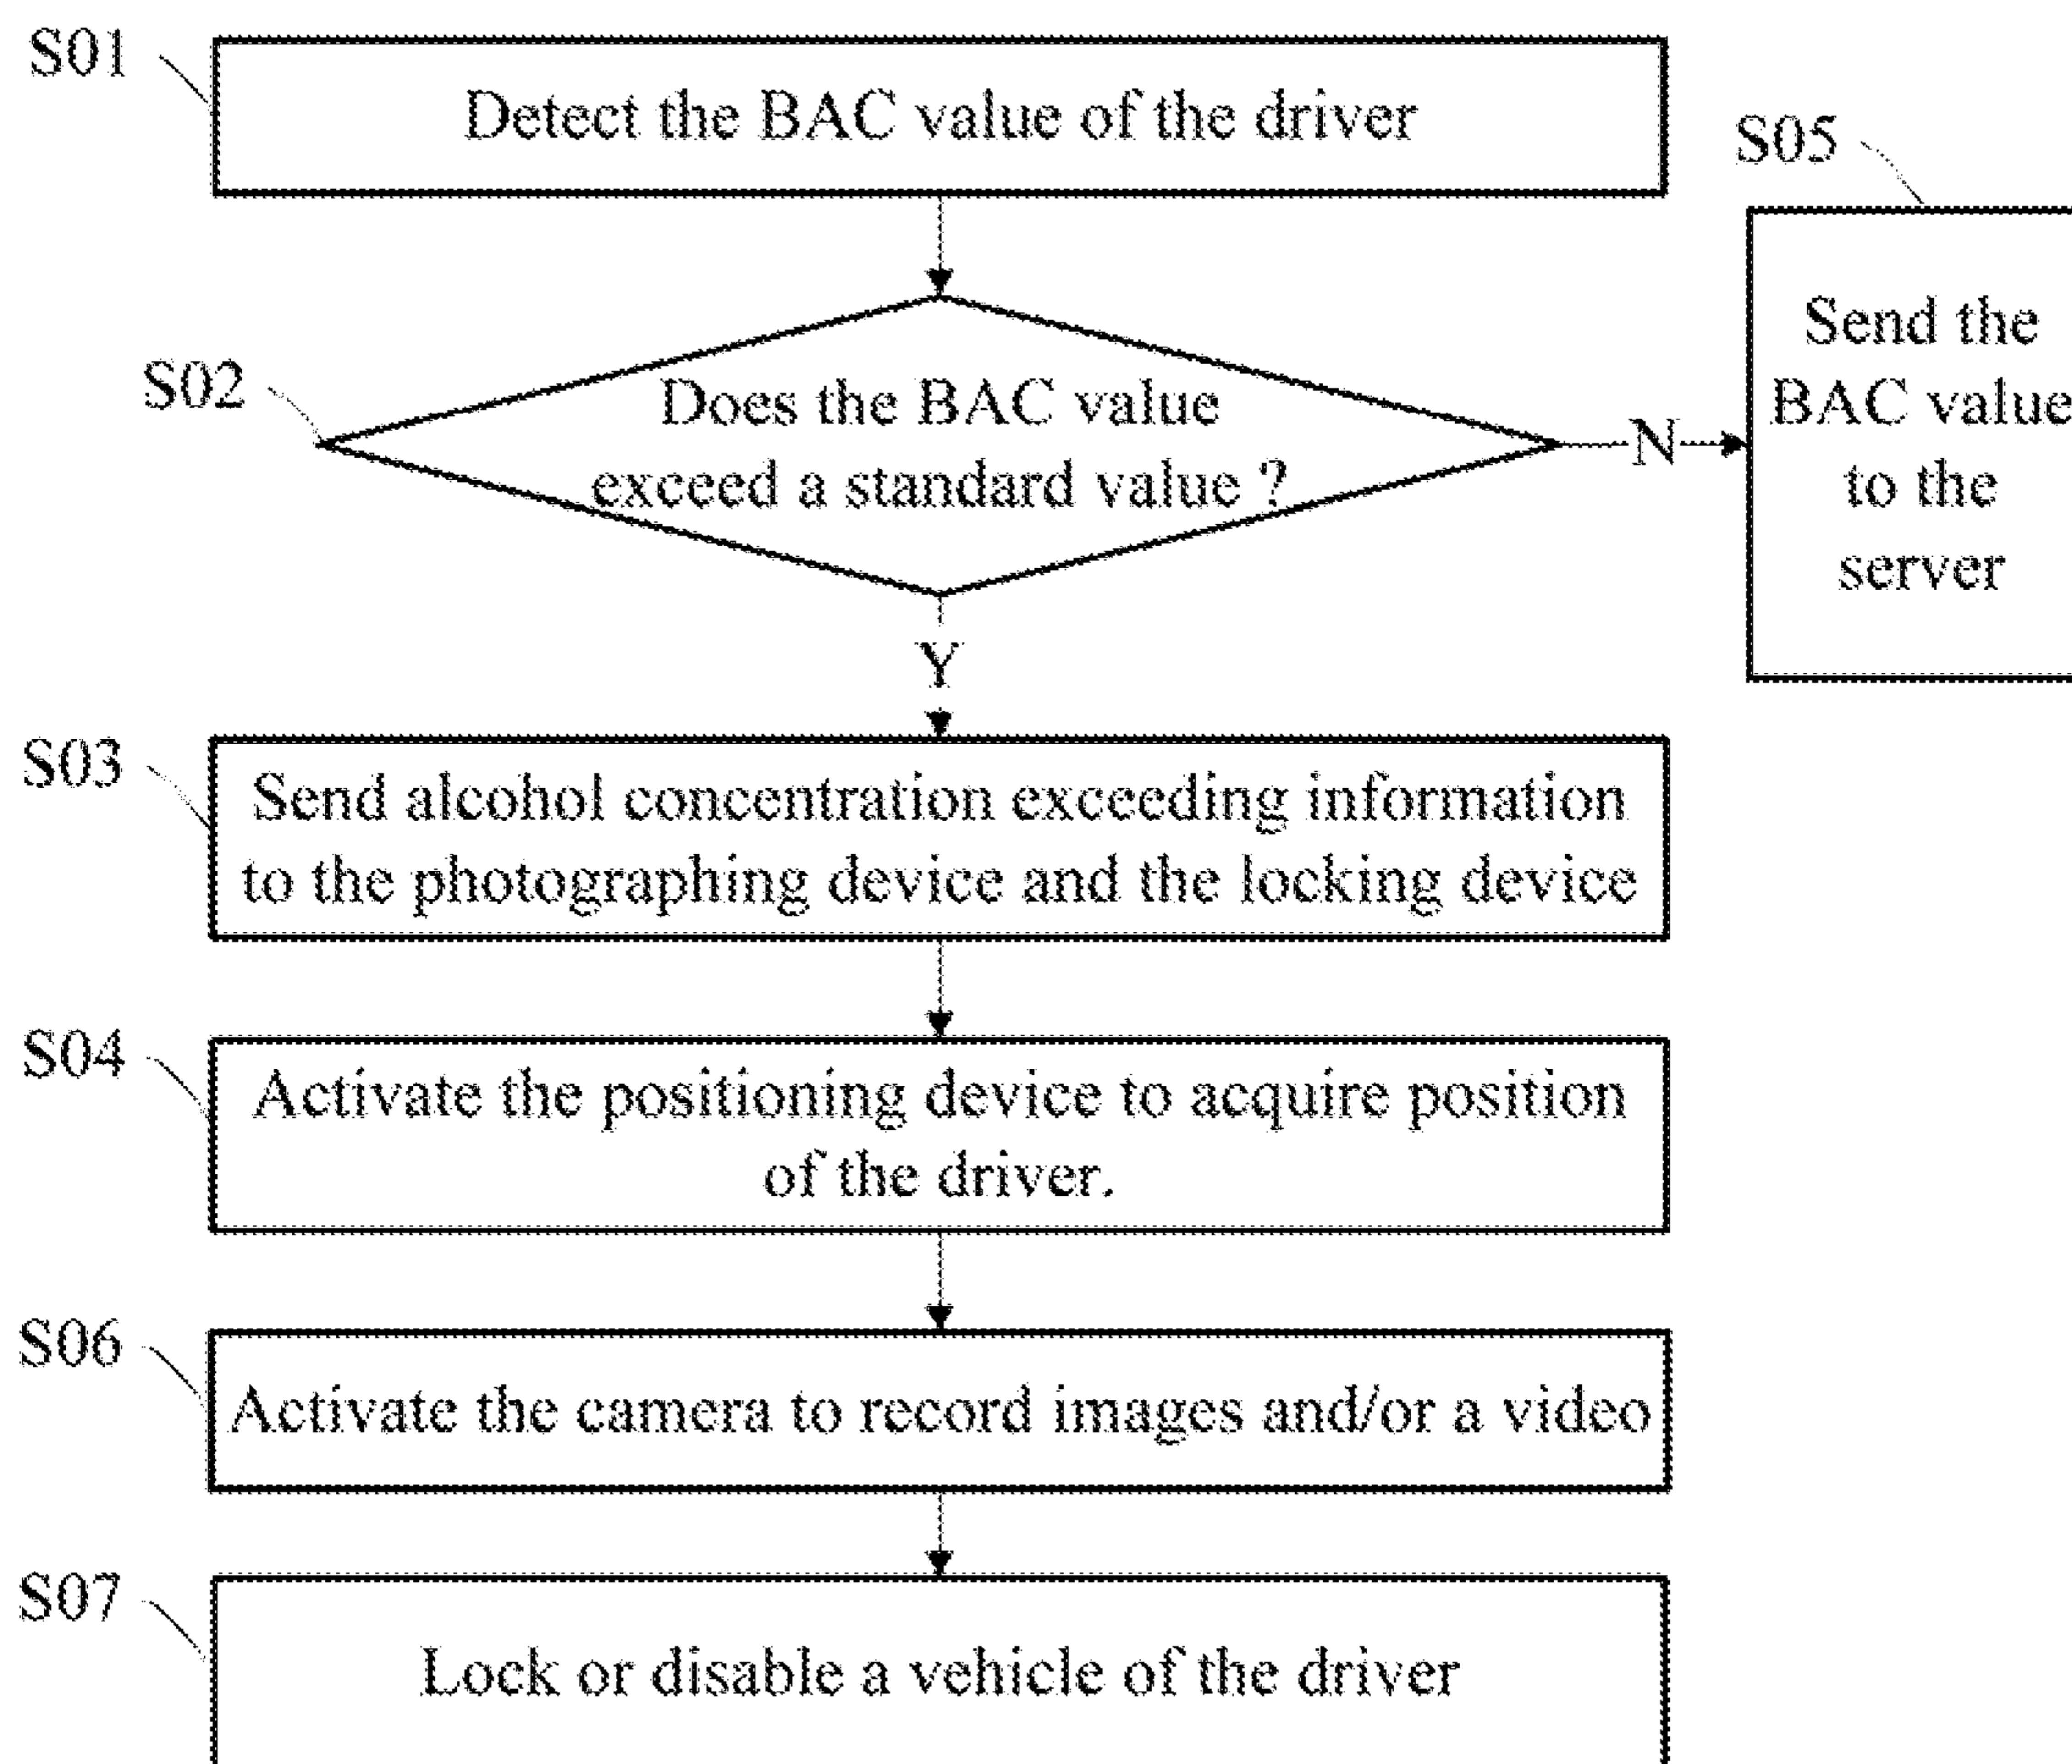 S01
Detect the BAC value of the driver
S05
Send the
BAC value
to the
server
S02
Does the BAC value
exceed a standard value ?
N
Y
S03
Send alcohol concentration exceeding information
to the photographing device and the locking device
S04
Activate the positioning device to acquire position
of the driver.
S06
Activate the camera to record images and/or a video
S07
Lock or disable a vehicle of the driver